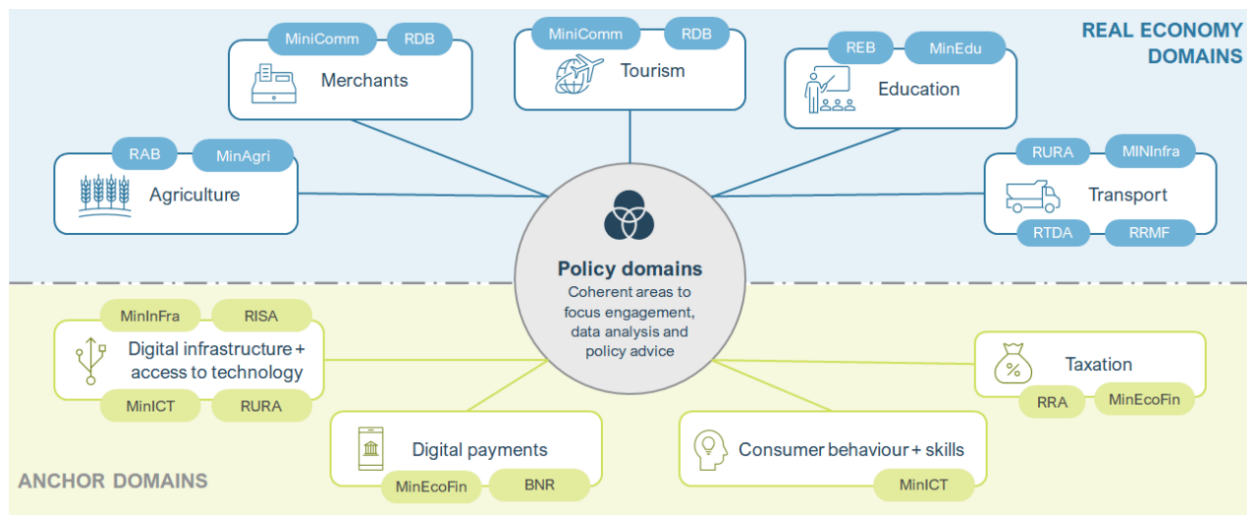 REAL ECONOMY
DOMAINS
MiniComm
RDB
Merchants
MiniComm
RDB
Tourism
REB
MinEdu
Education
RAB
MinAgri
Agriculture
RURA
MINInfra
Transport
RTDA
RRMF
Policy domains
Coherent areas to
focus engagement,
data analysis and
policy advice
MinInFra
RISA
Digital infrastructure +
access to technology
MinICT
RURA
%
Taxation
RRA
MinEcoFin
Digital payments
MinEcoFin
BNR
Consumer behaviour + skills
MinICT
ANCHOR DOMAINS